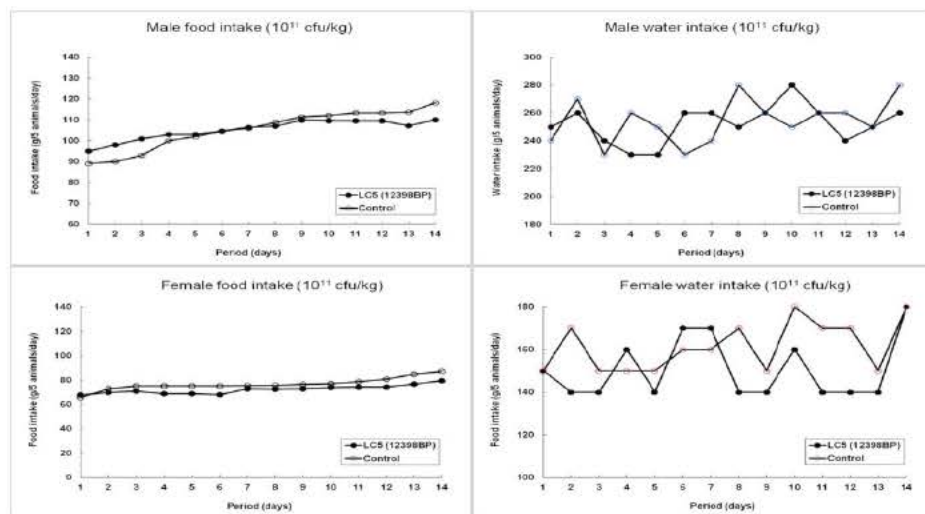 Male food intake (10¹¹ cfu/kg)
Food intake (g/5 animals/day)
140
130
120
110
100
90
80
70
60
LC5 (12398BP)
Control
1 2 3 4 5 6 7 8 9 10 11 12 13 14
Period (days)
Male water intake (10¹¹ cfu/kg)
Water intake (g/5 animals/day)
300
280
260
240
220
200
180
LC5 (12398BP)
Control
1 2 3 4 5 6 7 8 9 10 11 12 13 14
Period (days)
Female food intake (10¹¹ cfu/kg)
Food intake (g/5 animals/day)
140
120
100
80
60
40
20
0
LC5 (12398BP)
Control
1 2 3 4 5 6 7 8 9 10 11 12 13 14
Period (days)
Female water intake (10¹¹ cfu/kg)
Food intake (g/5 animals/day)
180
160
140
120
100
LC5 (12398BP)
Control
1 2 3 4 5 6 7 8 9 10 11 12 13 14
Period (days)